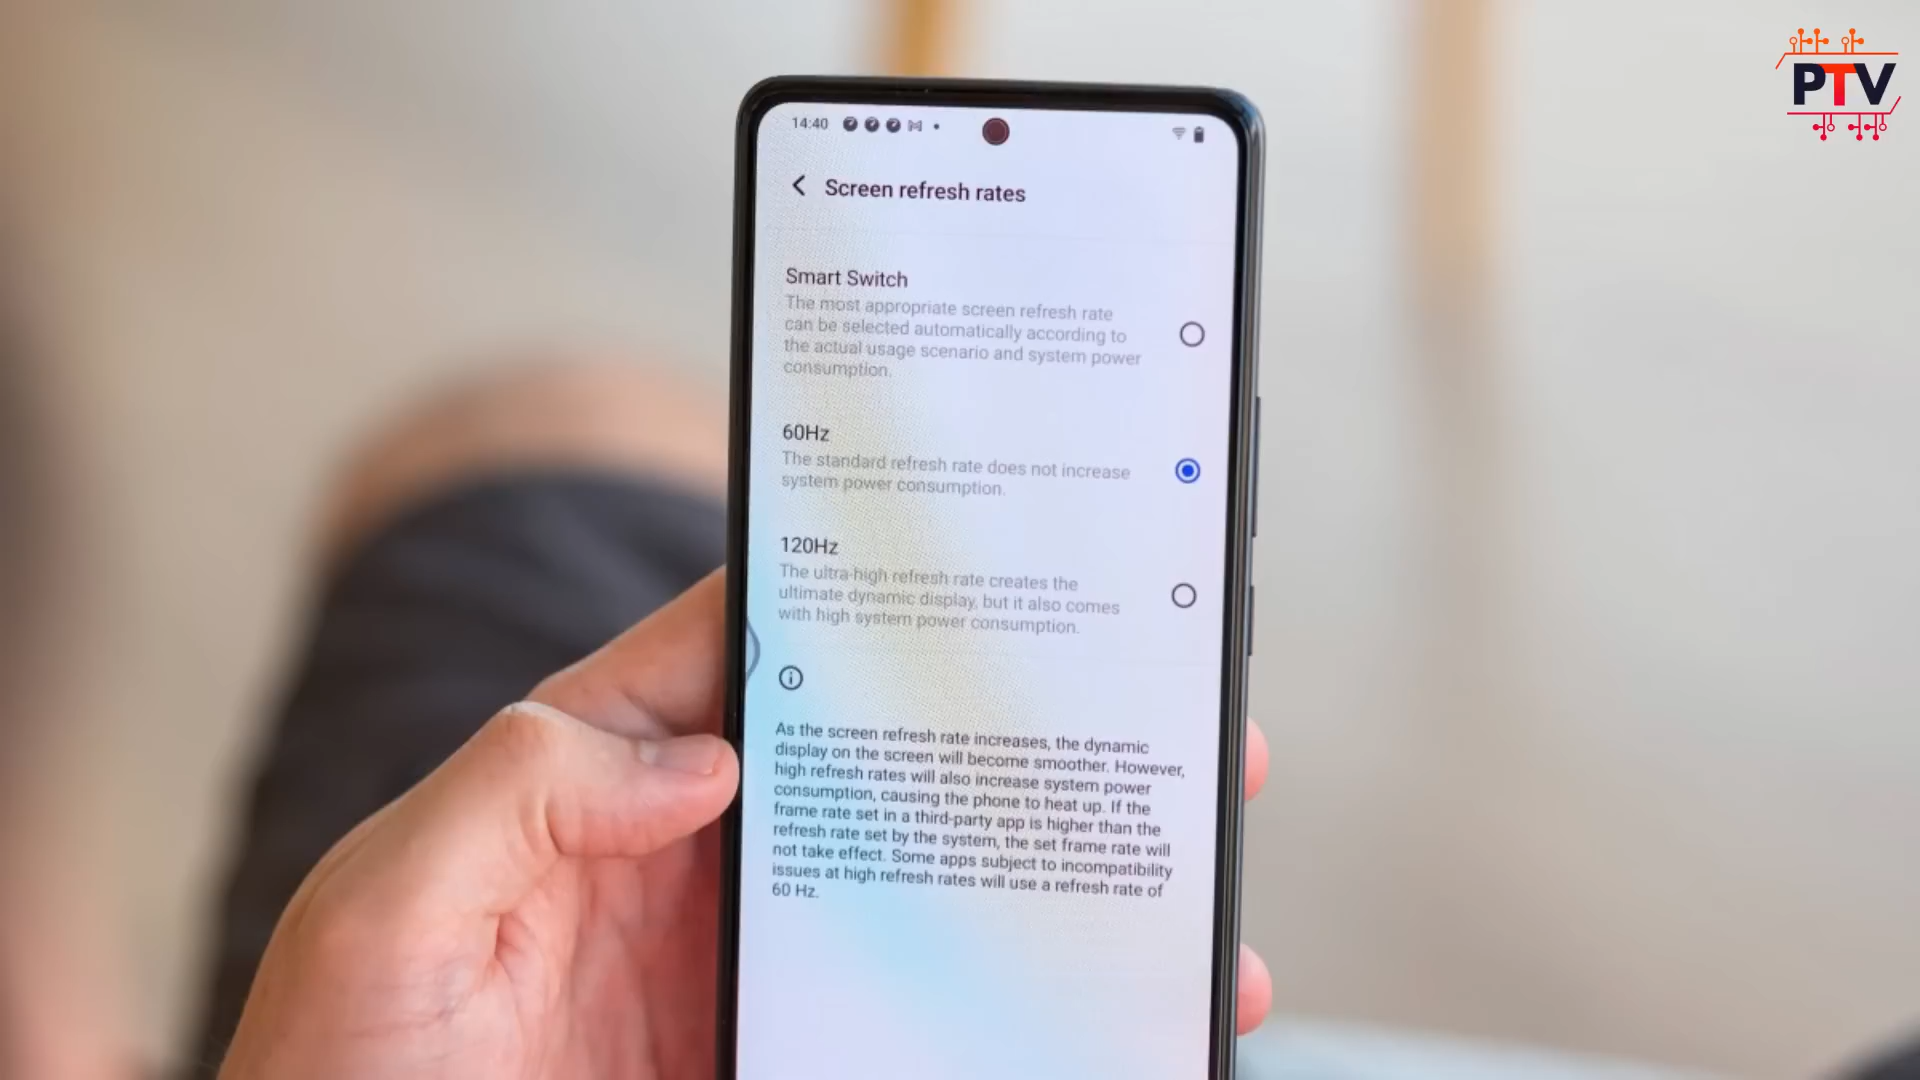 PTV
14:40
Screen refresh rates
Smart Switch
The most appropriate screen refresh rate
can be selected automatically according to
the actual usage scenario and system power
consumption.
60Hz
The standard refresh rate does not increase
system power consumption.
120Hz
The ultra-high refresh rate creates the
ultimate dynamic display, but it also comes
with high system power consumption.
As the screen refresh rate increases, the dynamic
display on the screen will become smoother. However,
high refresh rates will also increase system power
consumption, causing the phone to heat up. If the
frame rate set in a third-party app is higher than the
refresh rate set by the system, the set frame rate will
not take effect. Some apps subject to incompatibility
issues at high refresh rates will use a refresh rate of
60 Hz.